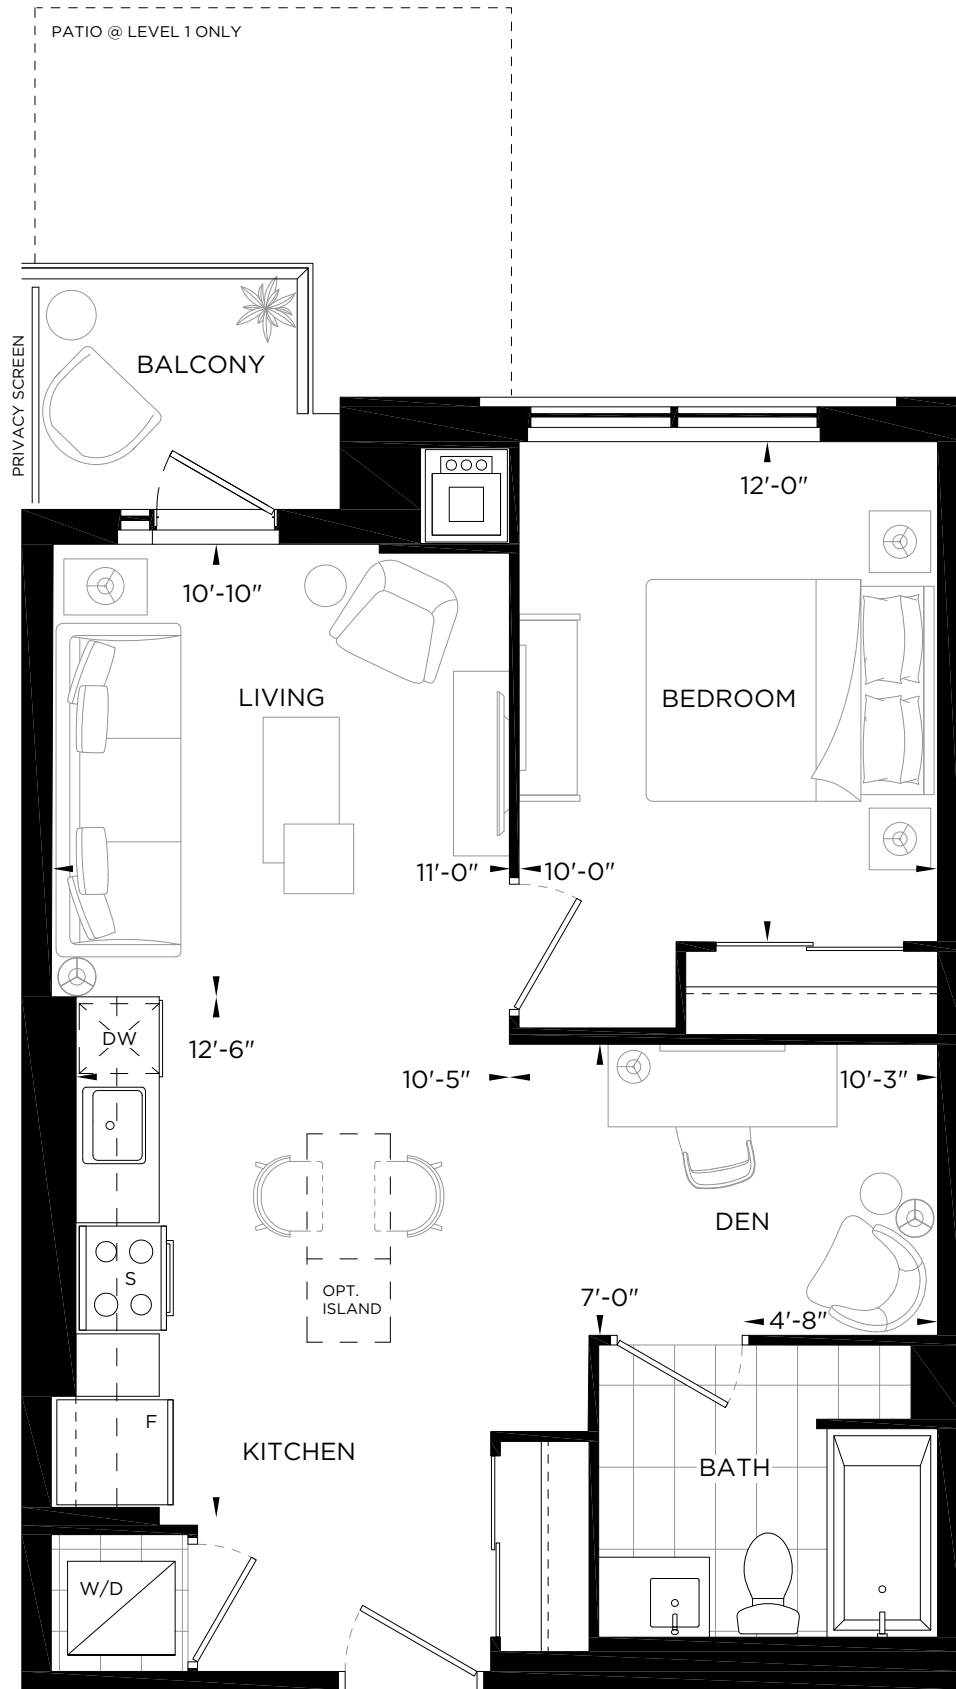 PATIO @ LEVEL 1 ONLY
PRIVACY SCREEN
BALCONY
12'-0"
10'-10"
LIVING
BEDROOM
11'-0"
10'-0"
DW
12'-6"
10'-5"
10'-3"
DEN
S
OPT.
ISLAND
7'-0"
4'-8"
F
KITCHEN
BATH
W/D